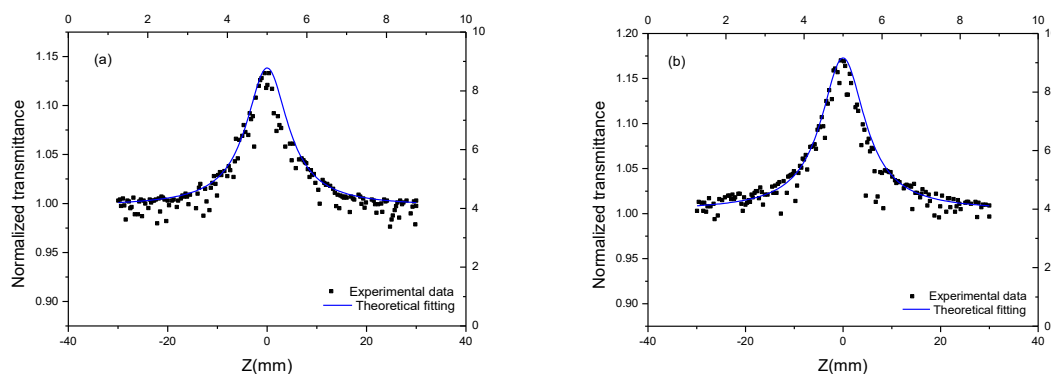 0 2 4 6 8 10
(a)
1.15
1.10
1.05
1.00
0.95
0.90
10
8
6
4
2
0
Normalized transmittance
Experimental data
Theoretical fitting
-40 -20 0 20 40
Z(mm)
0 2 4 6 8 10
(b)
1.20
1.15
1.10
1.05
1.00
0.95
0.90
10
8
6
4
2
0
Normalized transmittance
Experimental data
Theoretical fitting
-40 -20 0 20 40
Z(mm)